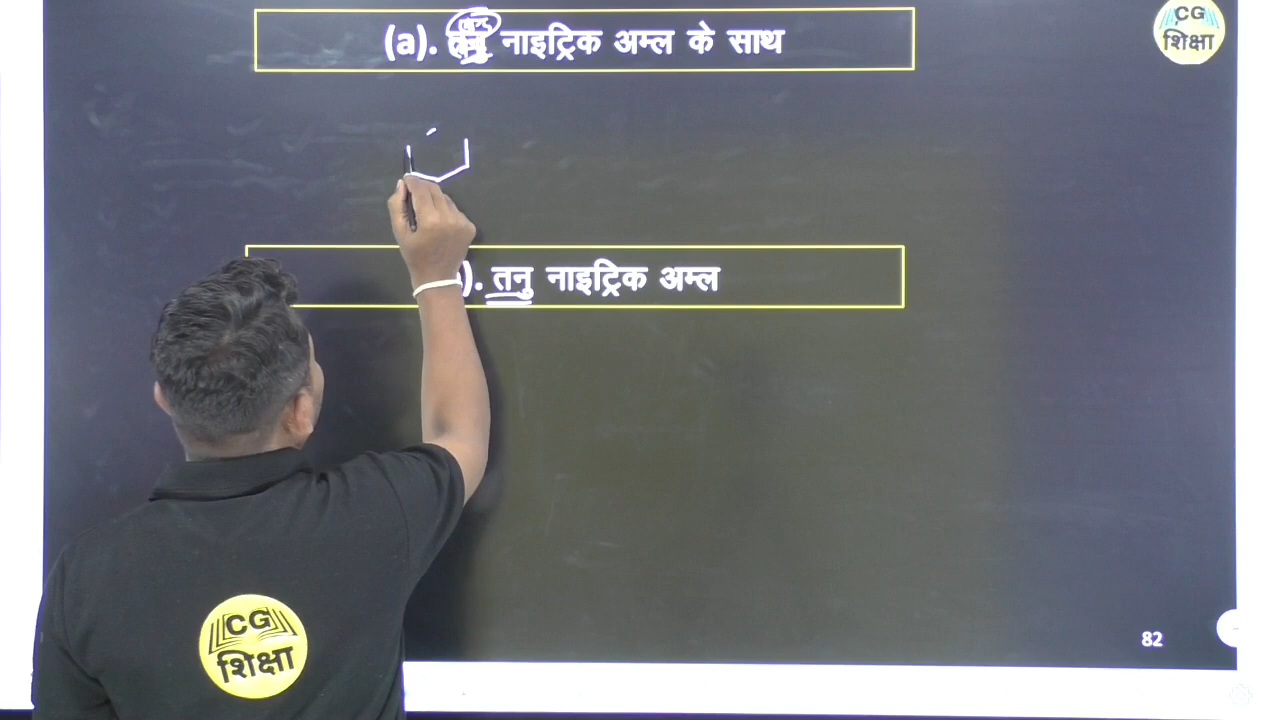 (a). तनु नाइट्रिक अम्ल के साथ
CG
शिक्षा
). तनु नाइट्रिक अम्ल
82
CG
शिक्षा